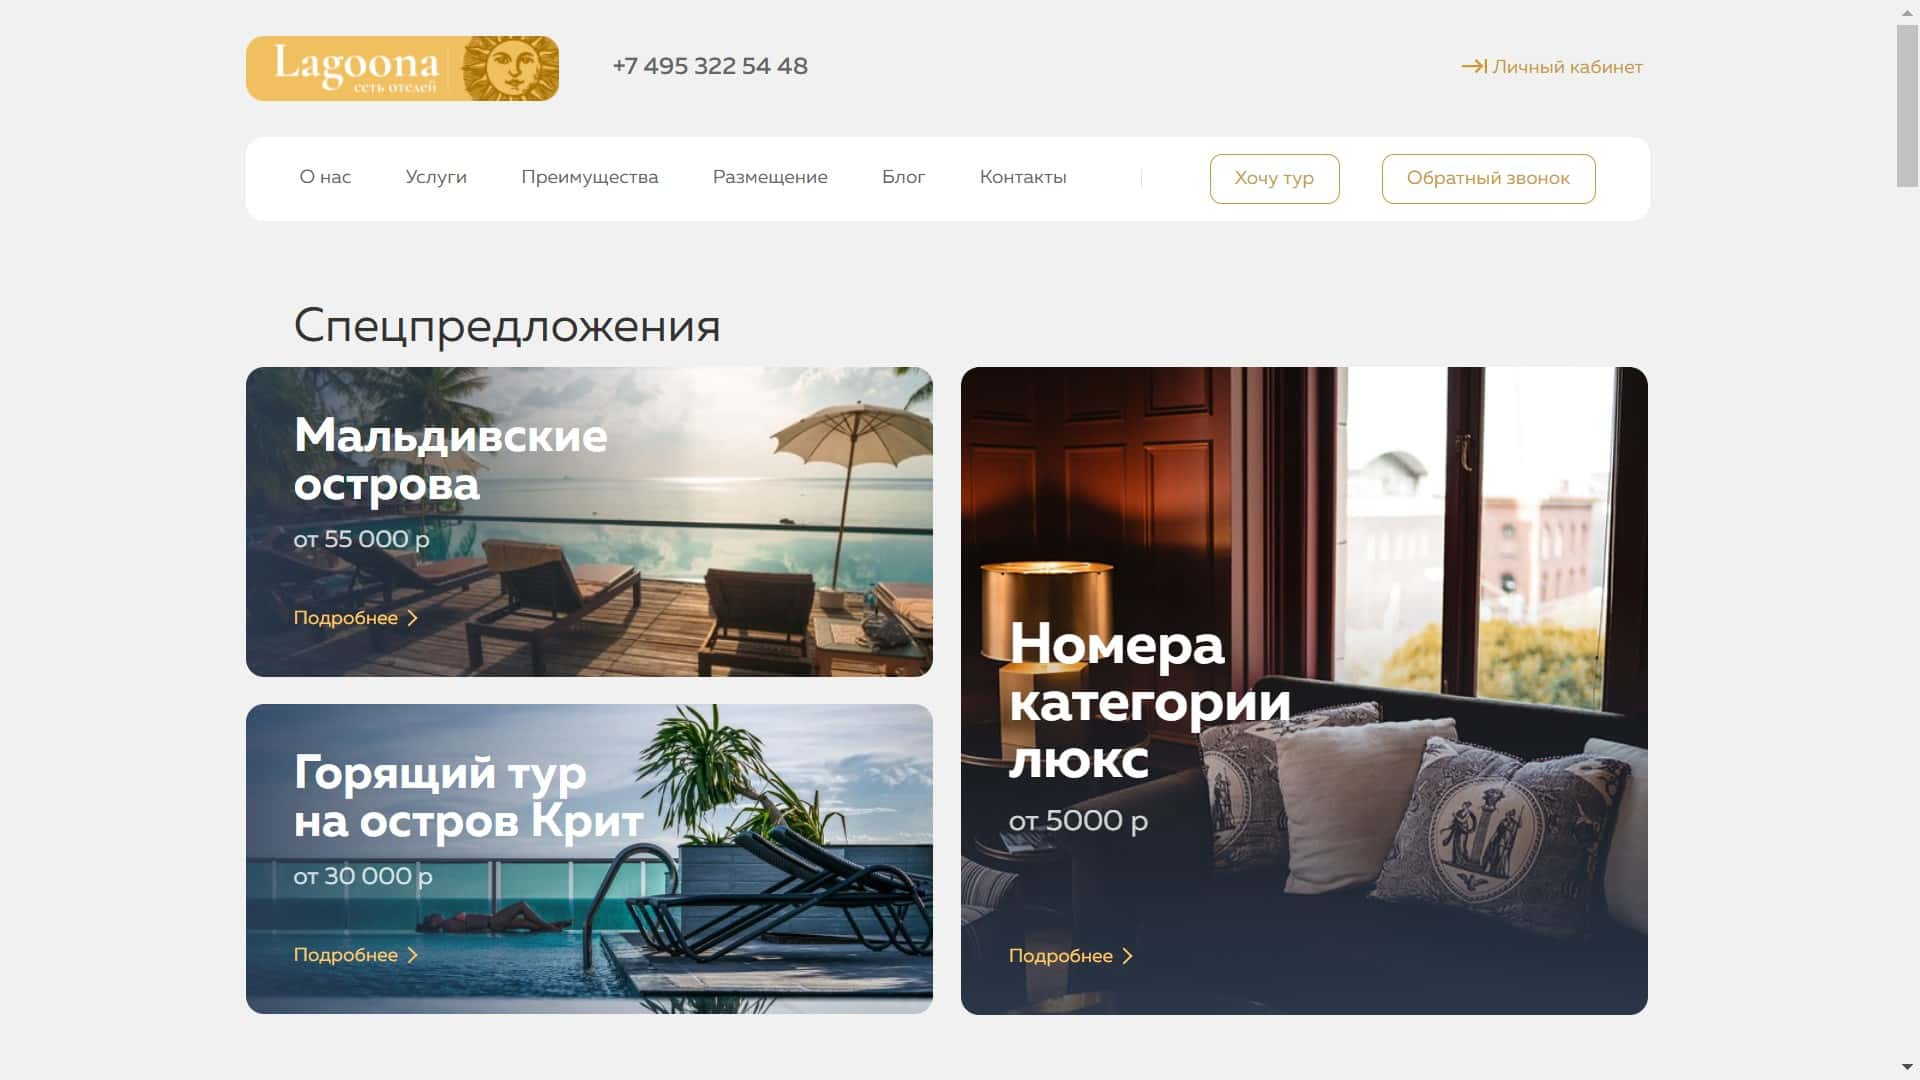 Lagoona
сеть отелей
+7 495 322 54 48
Личный кабинет
О нас
Услуги
Преимущества
Размещение
Блог
Контакты
Хочу тур
Обратный звонок
Спецпредложения
Мальдивские
острова
от 55 000 р
Подробнее
Горящий тур
на остров Крит
от 30 000 р
Подробнее
Номера
категории
люкс
от 5000 р
Подробнее